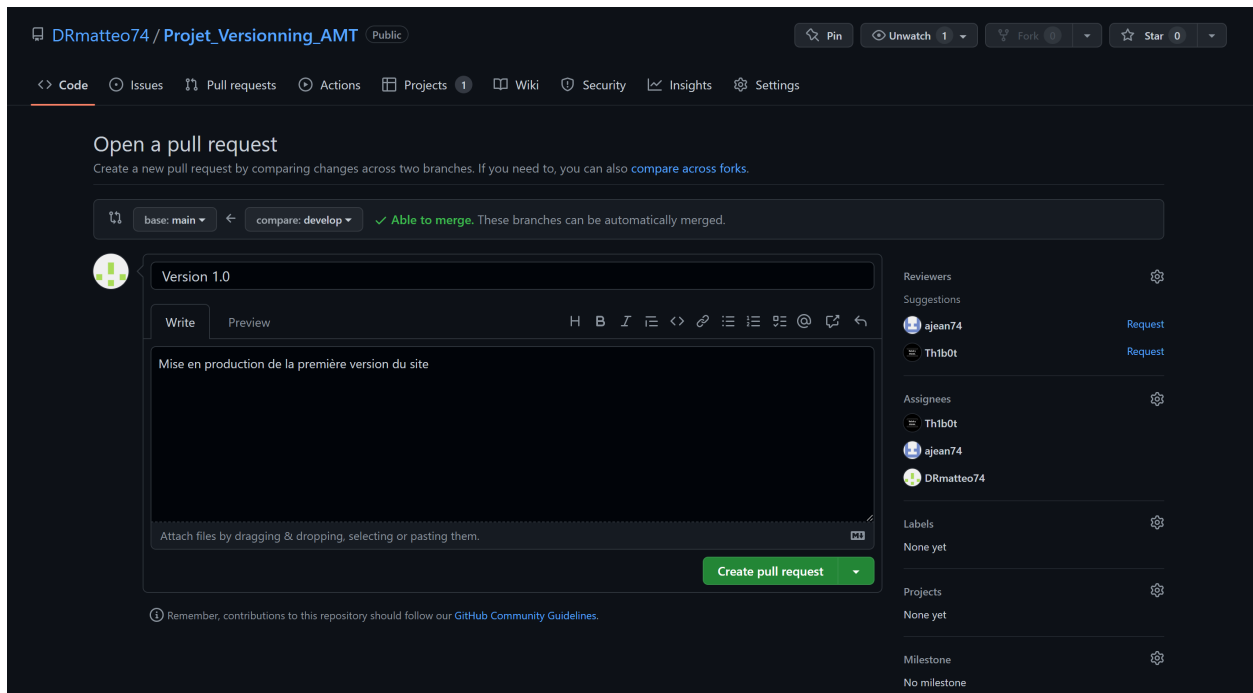 DRmatteo74 / Projet_Versionning_AMT Public Pin Unwatch 1 Fork 0 Star 0
Code Issues Pull requests Actions Projects 1 Wiki Security Insights Settings
Open a pull request
Create a new pull request by comparing changes across two branches. If you need to, you can also compare across forks.
base: main ← compare: develop ✓ Able to merge. These branches can be automatically merged.
Version 1.0
Write Preview
Mise en production de la première version du site
Attach files by dragging & dropping, selecting or pasting them.
Create pull request
Remember, contributions to this repository should follow our GitHub Community Guidelines.
Reviewers
Suggestions
ajean74 Request
Th1b0t Request
Assignees
Th1b0t
ajean74
DRmatteo74
Labels
None yet
Projects
None yet
Milestone
No milestone